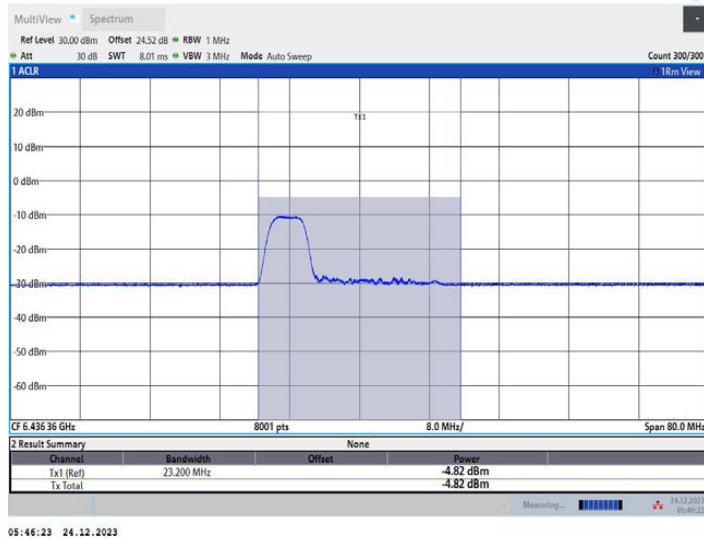 MultiView Spectrum
Ref Level 30.00 dBm Offset 24.52 dB RBW 1 MHz
Att 30 dB SWT 8.01 ms VBW 3 MHz Mode Auto Sweep Count 300/300
1 ACLR 1Rm View
Tx1
20 dBm
10 dBm
0 dBm
-10 dBm
-20 dBm
-30 dBm
-40 dBm
-50 dBm
-60 dBm
CF 6.436 36 GHz 8001 pts 8.0 MHz/ Span 80.0 MHz
2 Result Summary None
Channel Bandwidth Offset Power
Tx1 (Ref) 23.200 MHz -4.82 dBm
Tx Total -4.82 dBm
Measuring... 24.12.2023
05:46:22
05:46:23 24.12.2023